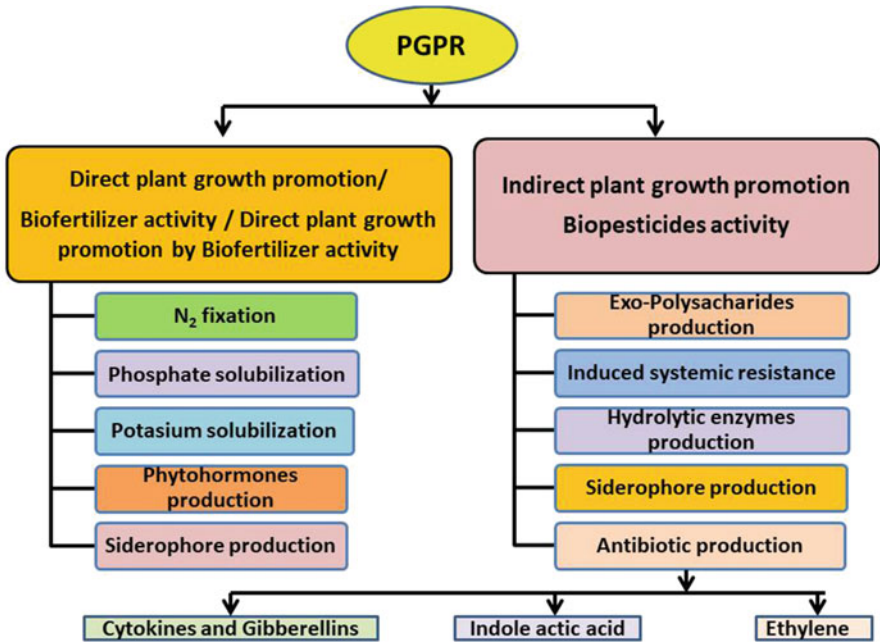 PGPR
Direct plant growth promotion/
Biofertilizer activity / Direct plant growth
promotion by Biofertilizer activity
N₂ fixation
Phosphate solubilization
Potasium solubilization
Phytohormones
production
Siderophore production
Indirect plant growth promotion
Biopesticides activity
Exo-Polysacharides
production
Induced systemic resistance
Hydrolytic enzymes
production
Siderophore production
Antibiotic production
Cytokines and Gibberellins
Indole actic acid
Ethylene